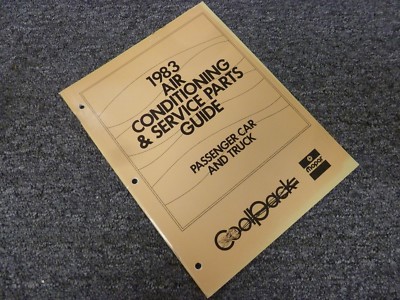 1983
AIR
CONDITIONING
& SERVICE PARTS
GUIDE
PASSENGER CAR
AND TRUCK
mopar
CoolPack